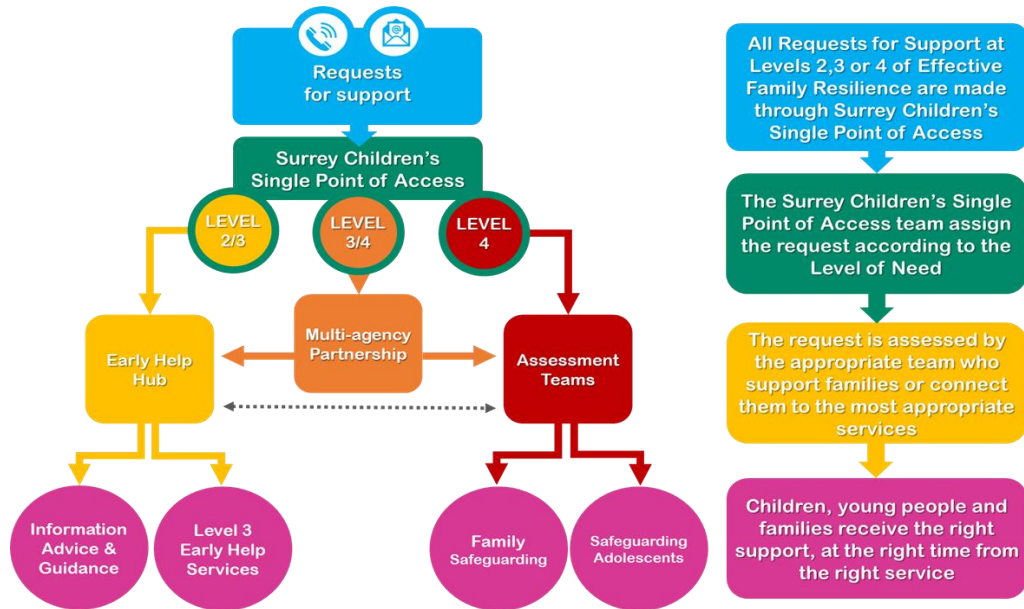 Requests
for support
Surrey Children's
Single Point of Access
LEVEL
2/3
LEVEL
3/4
LEVEL
4
Early Help
Hub
Multi-agency
Partnership
Assessment
Teams
Information
Advice &
Guidance
Level 3
Early Help
Services
Family
Safeguarding
Safeguarding
Adolescents
All Requests for Support at
Levels 2,3 or 4 of Effective
Family Resilience are made
through Surrey Children's
Single Point of Access
The Surrey Children's Single
Point of Access team assign
the request according to the
Level of Need
The request is assessed by
the appropriate team who
support families or connect
them to the most appropriate
services
Children, young people and
families receive the right
support, at the right time from
the right service